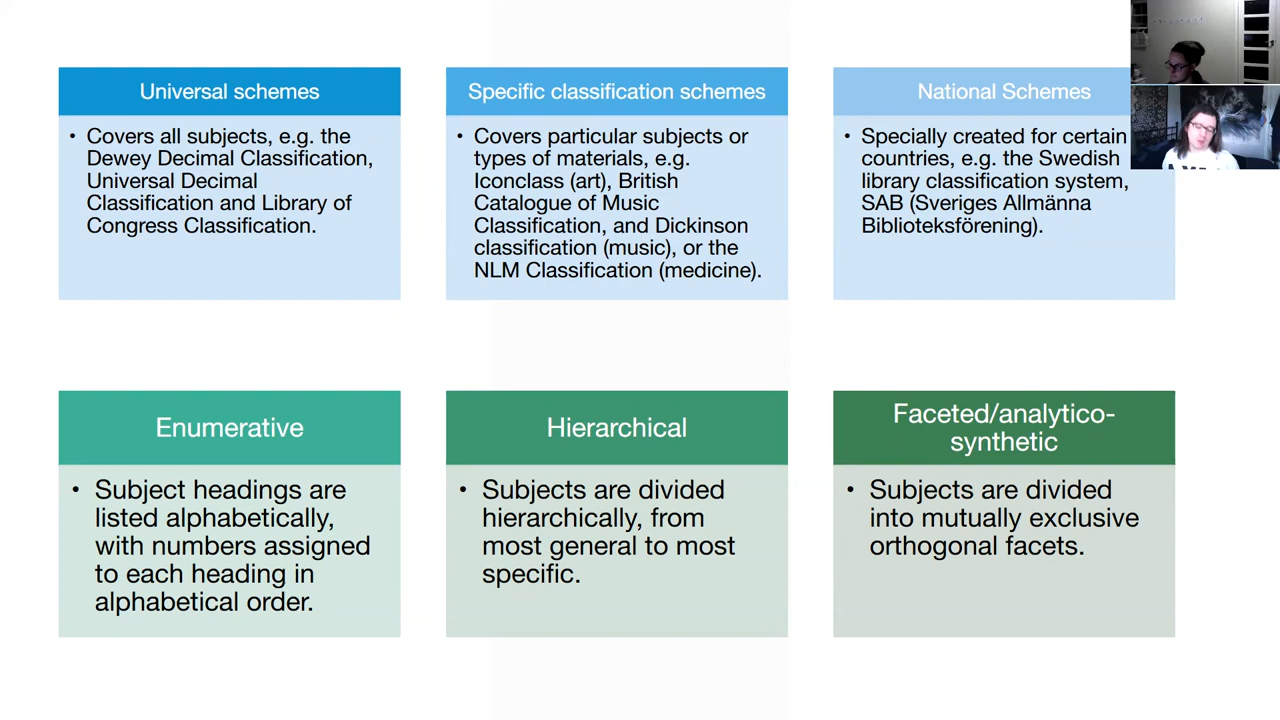 Universal schemes
• Covers all subjects, e.g. the
Dewey Decimal Classification,
Universal Decimal
Classification and Library of
Congress Classification.
Specific classification schemes
• Covers particular subjects or
types of materials, e.g.
Iconclass (art), British
Catalogue of Music
Classification, and Dickinson
classification (music), or the
NLM Classification (medicine).
National Schemes
• Specially created for certain
countries, e.g. the Swedish
library classification system,
SAB (Sveriges Allmänna
Biblioteksförening).
Enumerative
• Subject headings are
listed alphabetically,
with numbers assigned
to each heading in
alphabetical order.
Hierarchical
• Subjects are divided
hierarchically, from
most general to most
specific.
Faceted/analytico-
synthetic
• Subjects are divided
into mutually exclusive
orthogonal facets.